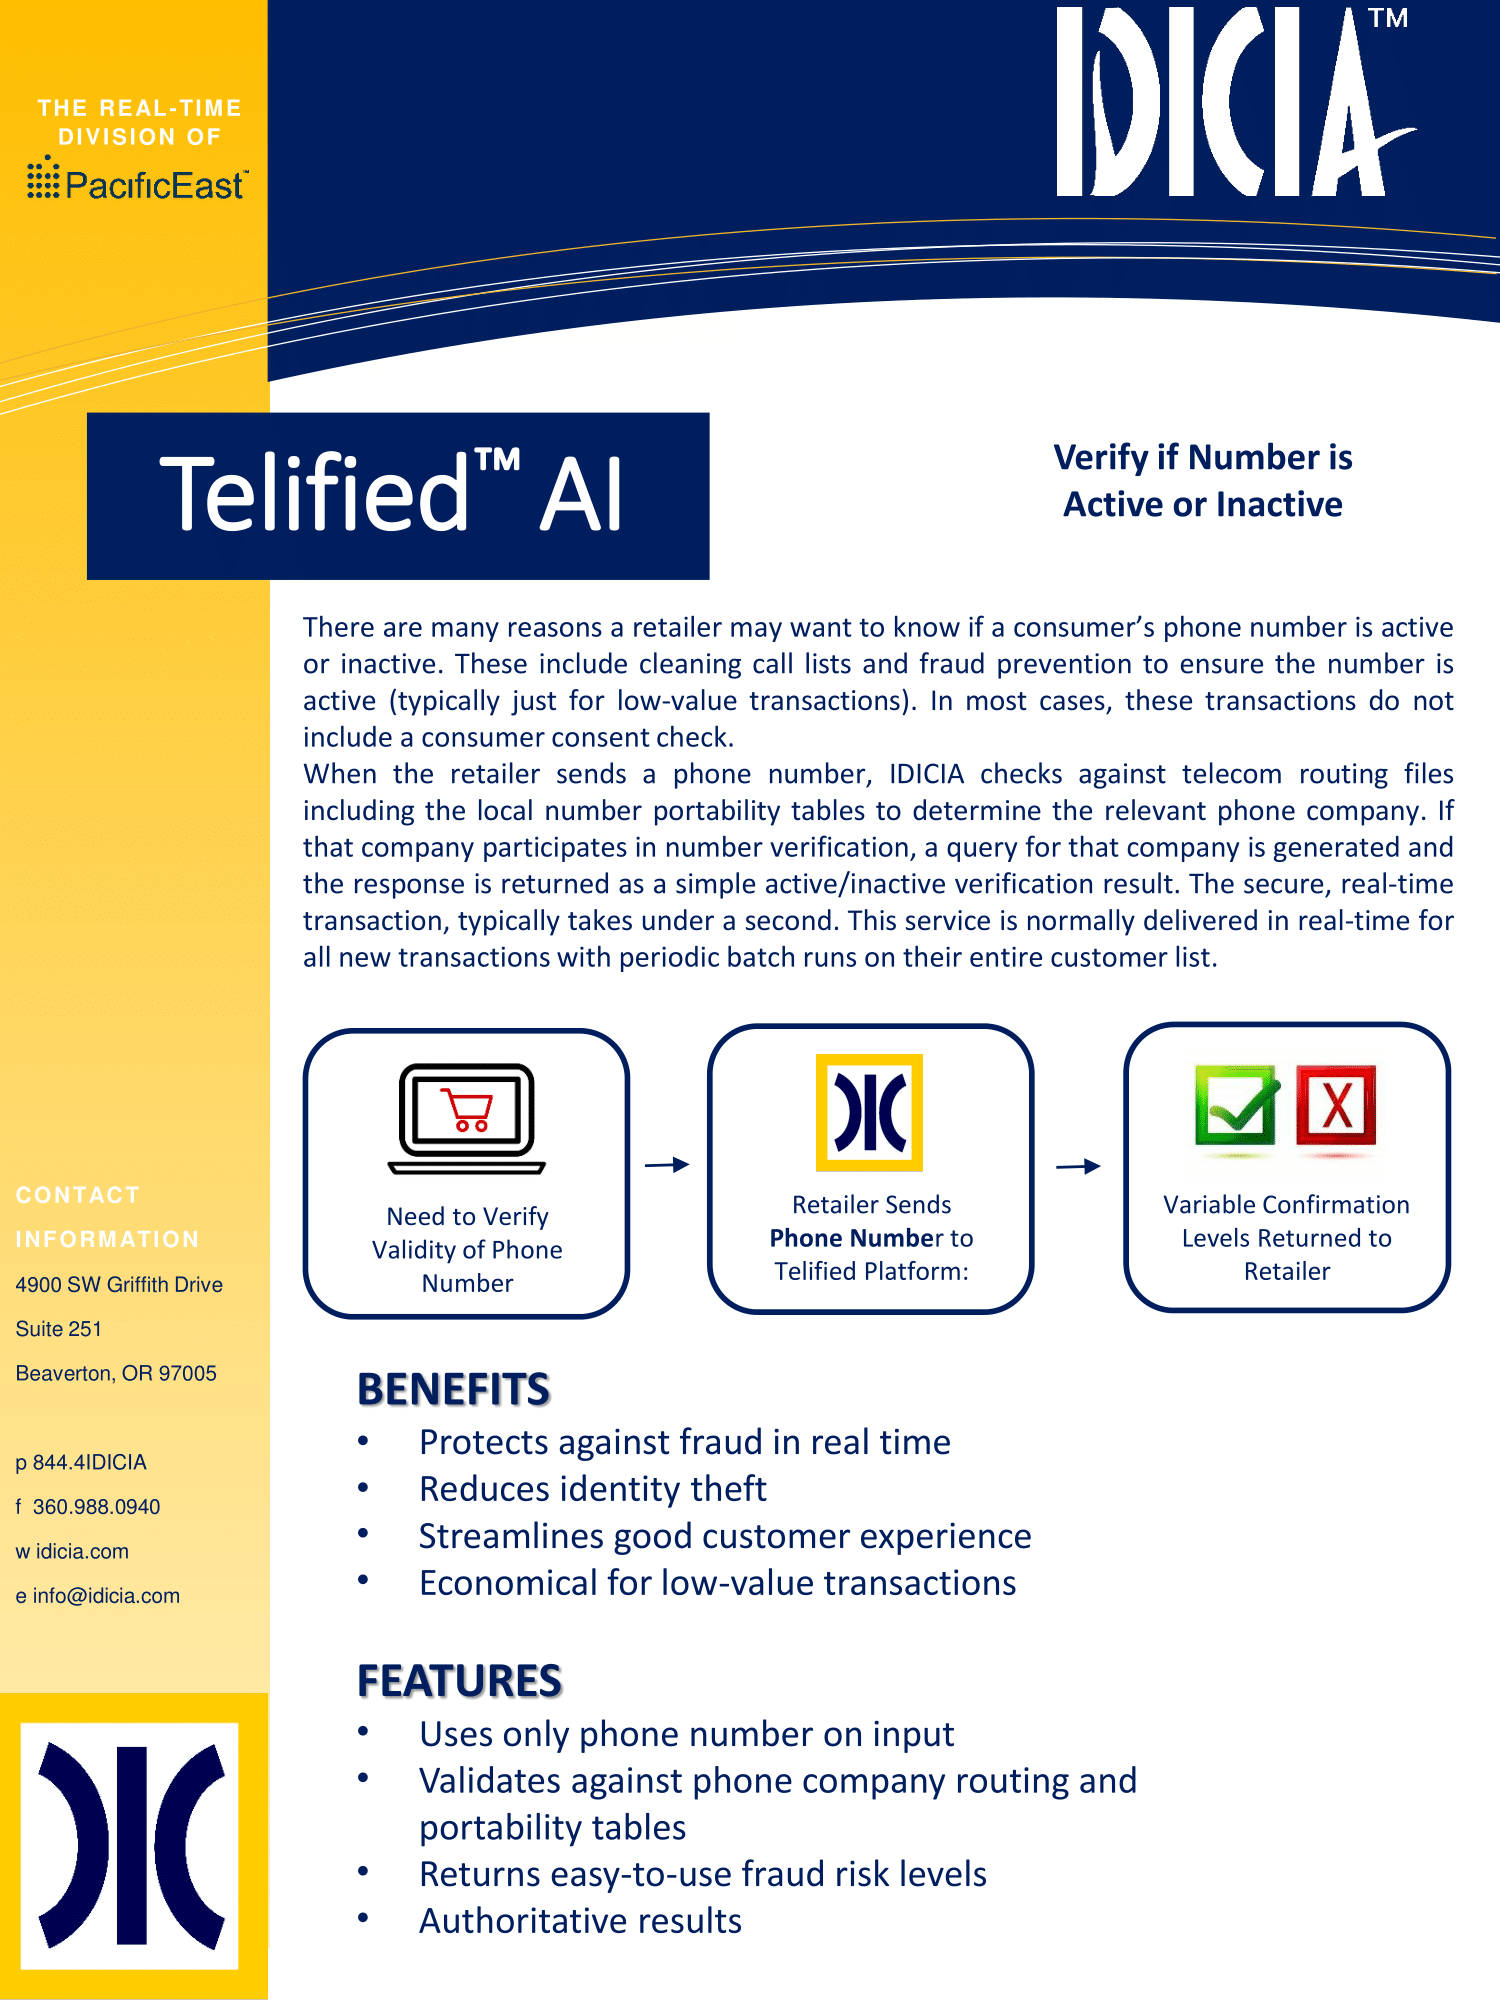 THE REAL-TIME
DIVISION OF
PacificEast™
IDICIA™
Telified™ AI
Verify if Number is
Active or Inactive
There are many reasons a retailer may want to know if a consumer’s phone number is active
or inactive. These include cleaning call lists and fraud prevention to ensure the number is
active (typically just for low-value transactions). In most cases, these transactions do not
include a consumer consent check.
When the retailer sends a phone number, IDICIA checks against telecom routing files
including the local number portability tables to determine the relevant phone company. If
that company participates in number verification, a query for that company is generated and
the response is returned as a simple active/inactive verification result. The secure, real-time
transaction, typically takes under a second. This service is normally delivered in real-time for
all new transactions with periodic batch runs on their entire customer list.
Need to Verify
Validity of Phone
Number
Retailer Sends
Phone Number to
Telified Platform:
X
Variable Confirmation
Levels Returned to
Retailer
CONTACT
INFORMATION
4900 SW Griffith Drive
Suite 251
Beaverton, OR 97005
p 844.4IDICIA
f 360.988.0940
w idicia.com
e info@idicia.com
BENEFITS
• Protects against fraud in real time
• Reduces identity theft
• Streamlines good customer experience
• Economical for low-value transactions
FEATURES
• Uses only phone number on input
• Validates against phone company routing and
portability tables
• Returns easy-to-use fraud risk levels
• Authoritative results